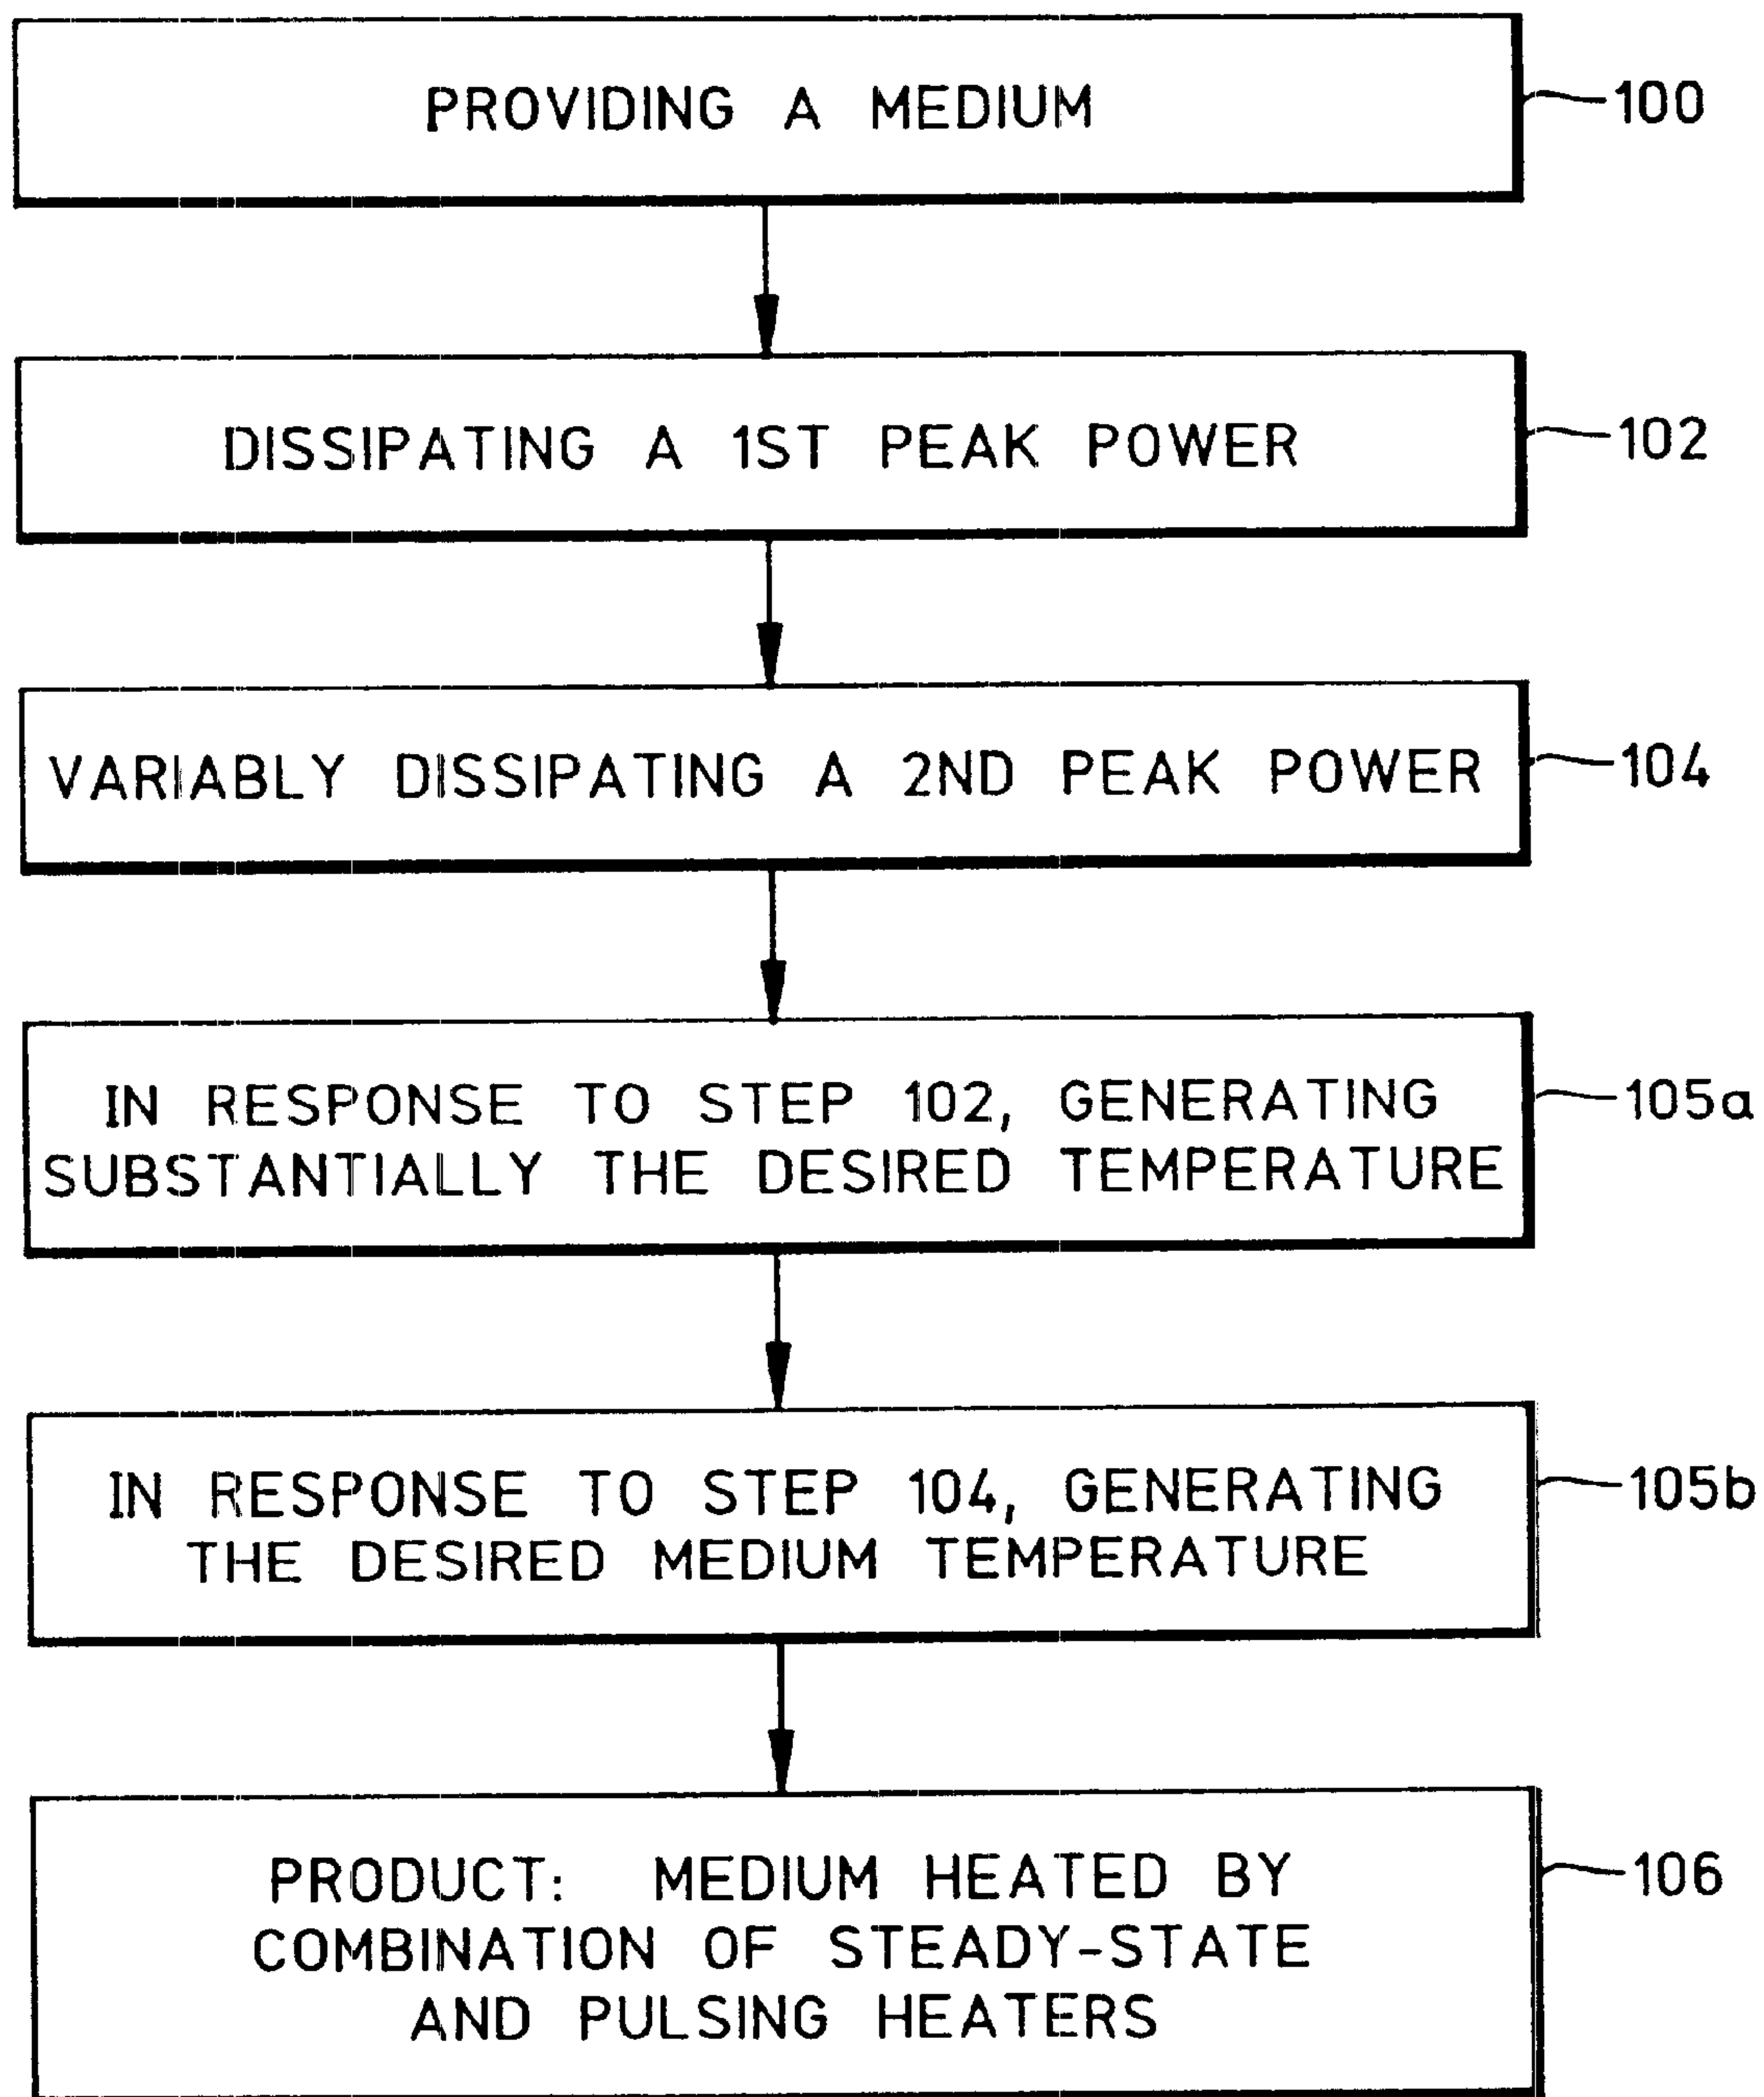 PROVIDING A MEDIUM
100
DISSIPATING A 1ST PEAK POWER
102
VARIABLY DISSIPATING A 2ND PEAK POWER
104
IN RESPONSE TO STEP 102, GENERATING
SUBSTANTIALLY THE DESIRED TEMPERATURE
105a
IN RESPONSE TO STEP 104, GENERATING
THE DESIRED MEDIUM TEMPERATURE
105b
PRODUCT: MEDIUM HEATED BY
COMBINATION OF STEADY-STATE
AND PULSING HEATERS
106